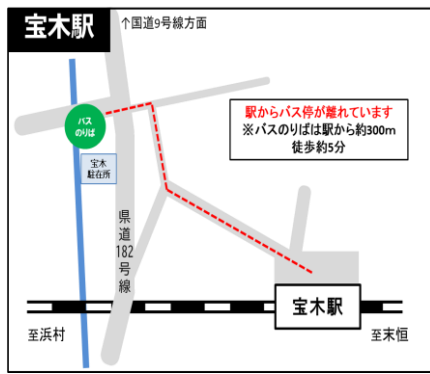 宝木駅
↑国道9号線方面
バス
のりば
駅からバス停が離れています
※バスのりばは駅から約300m
徒歩約5分
宝木
駐在所
県道182号線
宝木駅
至浜村
至末恒